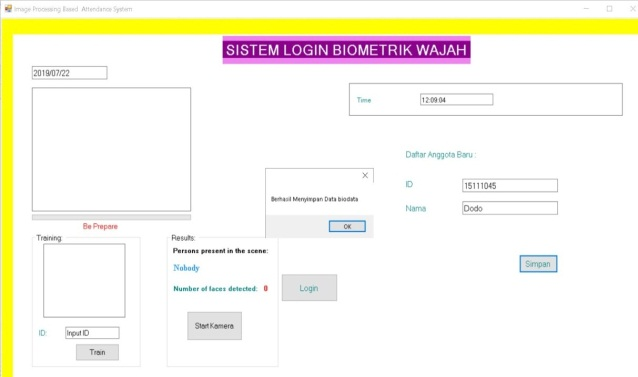 Image Processing Based Attendance System
SISTEM LOGIN BIOMETRIK WAJAH
2019/07/22
Time
12:09:04
Daftar Anggota Baru :
ID
15111045
Nama
Dodo
Simpan
Berhasil Menyimpan Data biodata
OK
Be Prepare
Training:
ID:
Input ID
Train
Results:
Persons present in the scene:
Nobody
Number of faces detected: 0
Start Kamera
Login